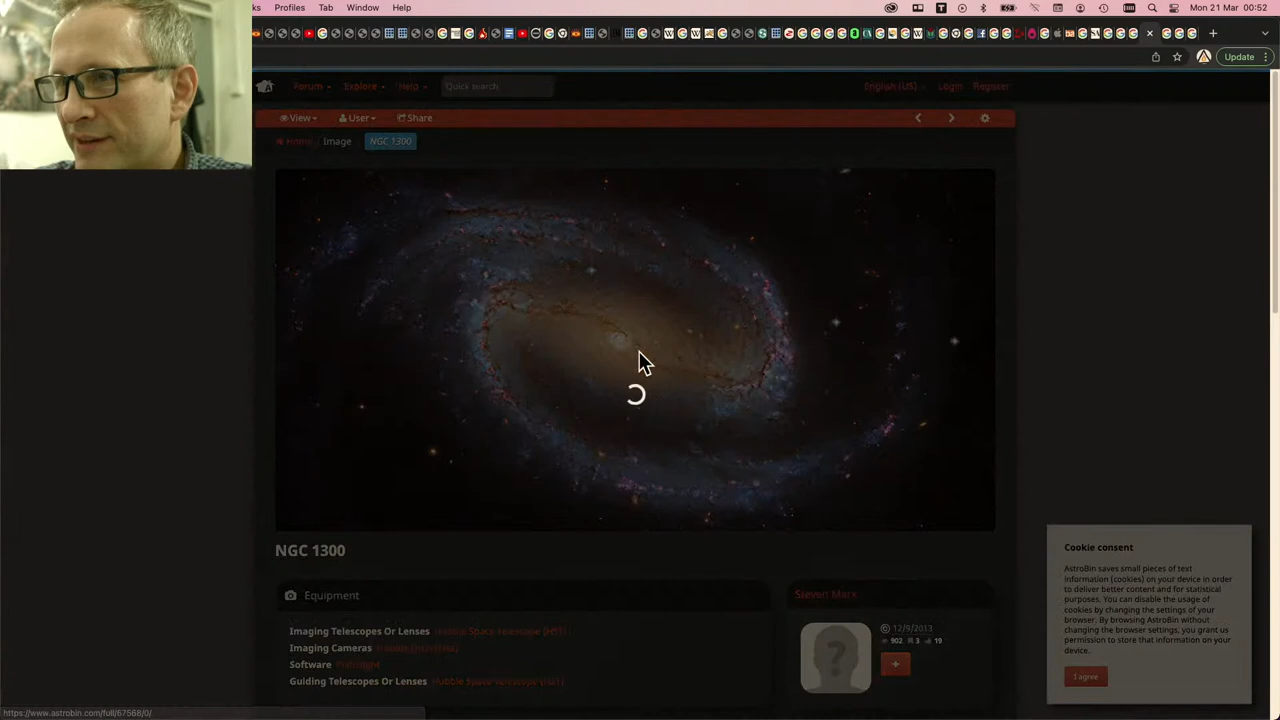 Profiles Tab Window Help Mon 21 Mar 00:52
Update
Forum Explore Help Quick search English (US) Login Register
View User Share
Home Image NGC 1300
NGC 1300
Equipment
Imaging Telescopes Or Lenses Hubble Space Telescope (HST)
Imaging Cameras
Software PixInsight
Guiding Telescopes Or Lenses Hubble Space Telescope (HST)
Steven Marx
12/9/2013
902 3 19
Cookie consent
AstroBin saves small pieces of text
information (cookies) on your device in order
to deliver better content and for statistical
purposes. You can disable the usage of
cookies by changing the settings of your
browser. By browsing AstroBin without
changing the browser settings, you grant us
permission to store that information on your
device.
I agree
https://www.astrobin.com/full/67568/0/